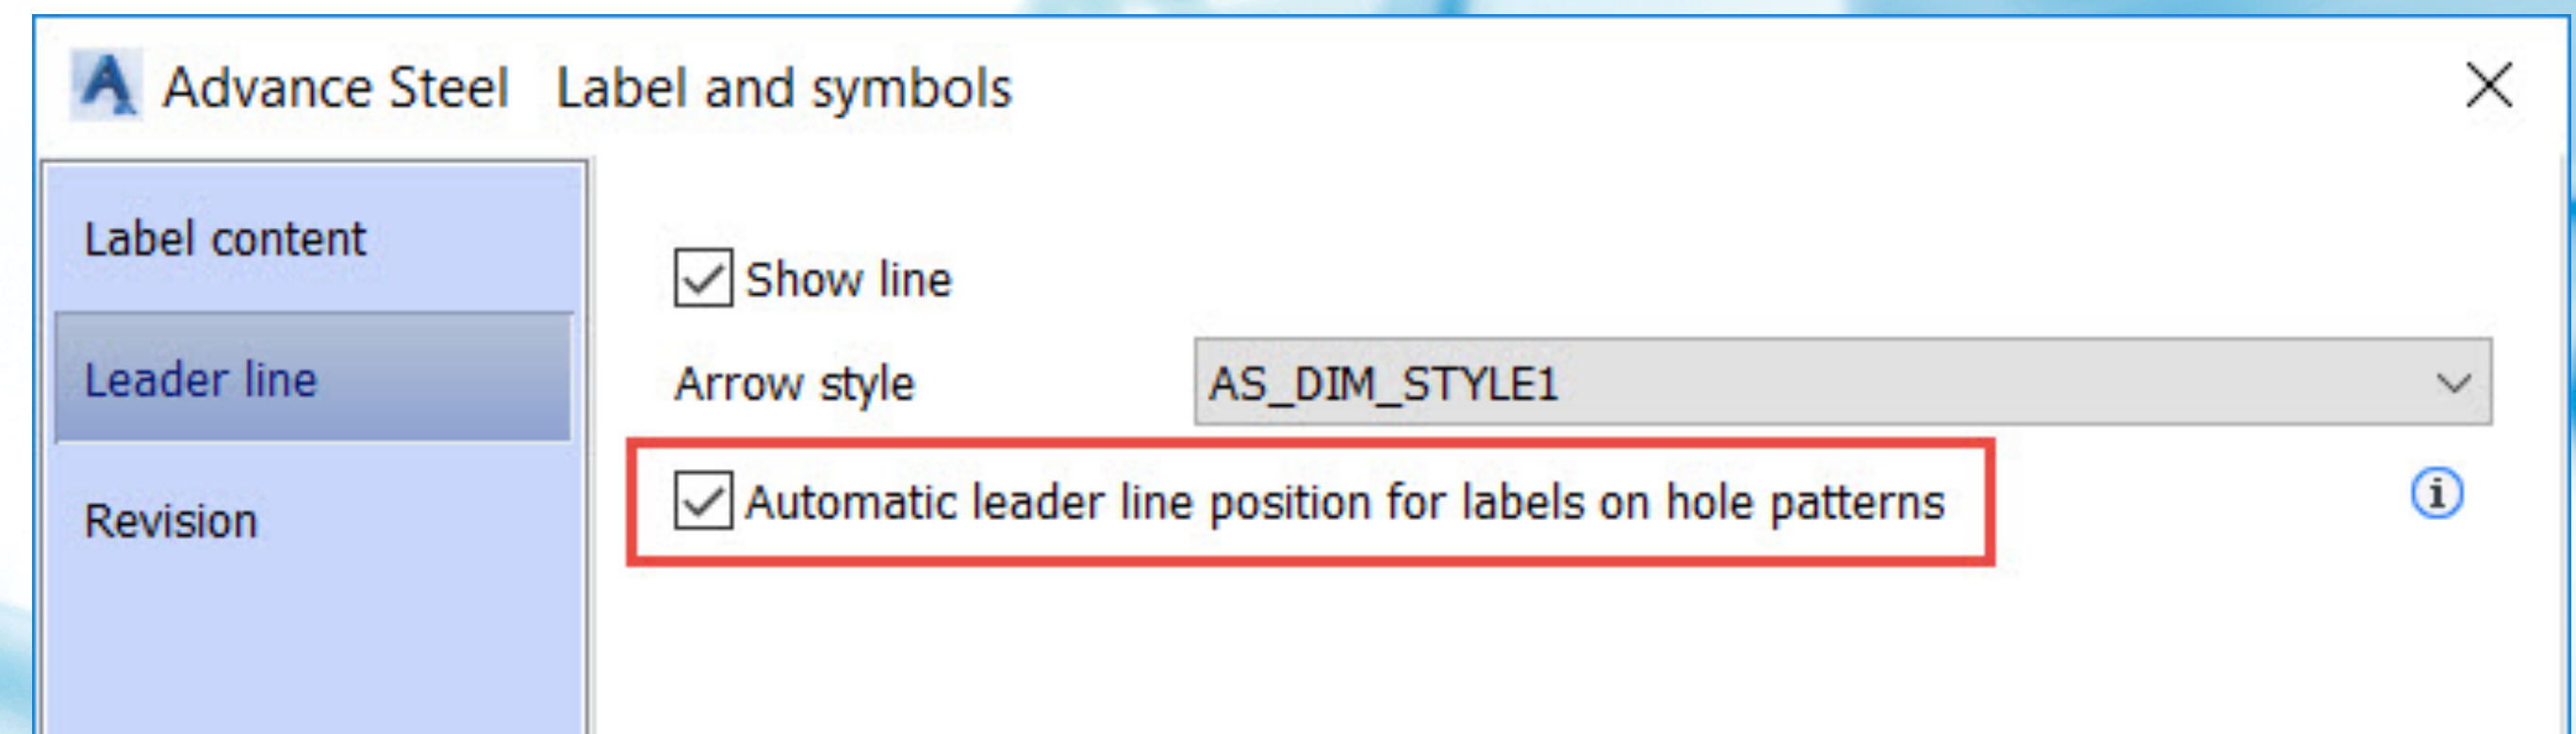 Advance Steel Label and symbols
Label content
Leader line
Revision
Show line
Arrow style AS_DIM_STYLE1
Automatic leader line position for labels on hole patterns